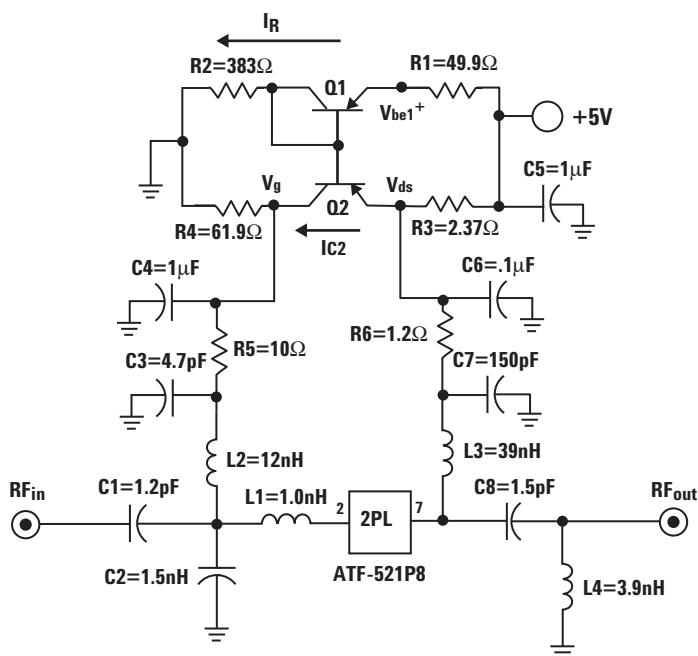 IR
R2=383Ω
Q1
R1=49.9Ω
Vbe1+
+5V
C5=1μF
Vg
Vds
Q2
R4=61.9Ω
R3=2.37Ω
IC2
C4=1μF
C6=.1μF
R5=10Ω
R6=1.2Ω
C3=4.7pF
C7=150pF
L2=12nH
L3=39nH
RFin
C1=1.2pF
L1=1.0nH
2
2PL
7
C8=1.5pF
RFout
C2=1.5nH
ATF-521P8
L4=3.9nH